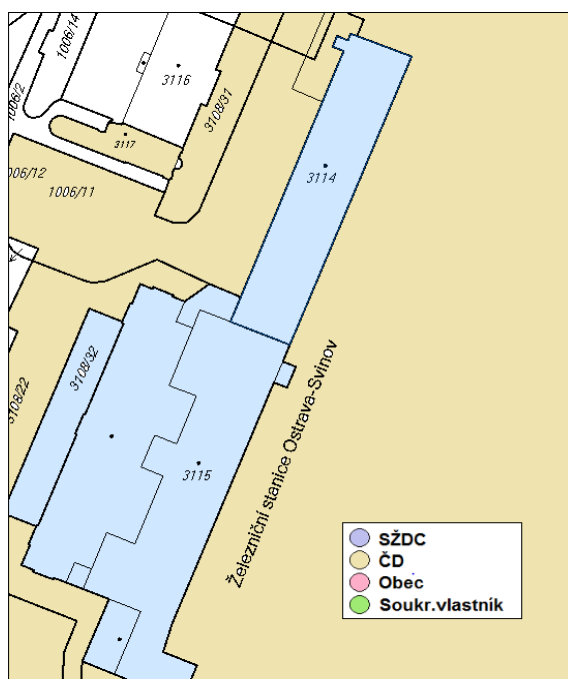 1006/14
1006/2
3116
3108/31
3117
006/12
1006/11
3114
3108/32
3108/22
3115
Železniční stanice Ostrava-Svinov
SŽDC
ČD
Obec
Soukr.vlastník